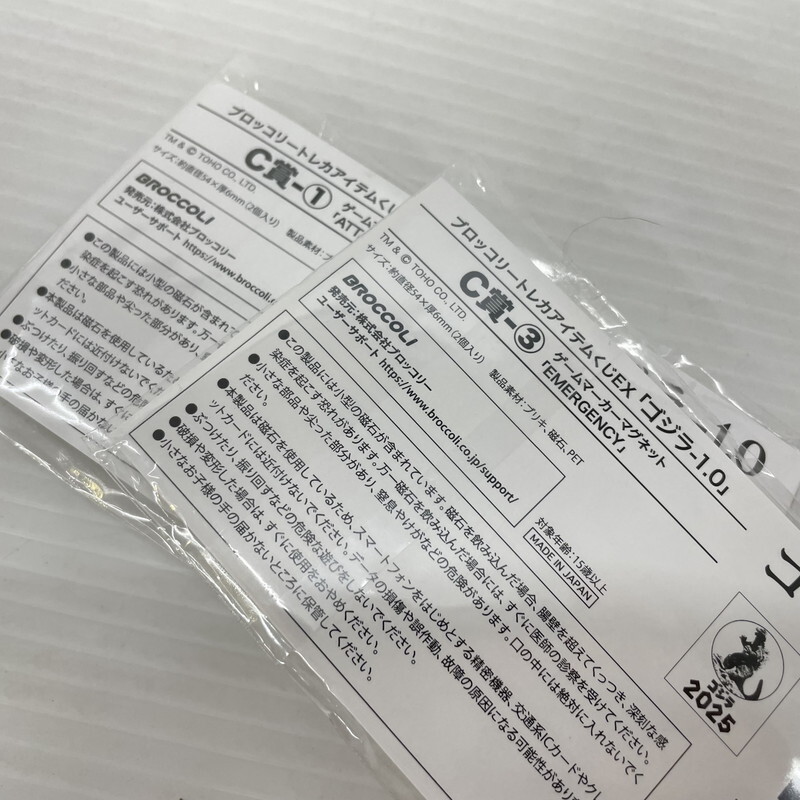 ブロッコリートレカアイテムくじ
TM & © TOHO CO., LTD.
C賞-① ゲーム
「ATT
サイズ:約直径54×厚6mm(2個入り) 製品素材:ブリ
BROCCOLI
発売元:株式会社ブロッコリー
ユーザーサポート https://www.broccoli.
●この製品には小型の磁石が含まれて
染症を起こす恐れがあります。万一
●小さな部品や尖った部分があり、
ださい。
●本製品は磁石を使用しているた
ットカードには近付けないでくだ
●ぶつけたり、振り回すなどの危険
●破損や変形した場合は、すぐに
小さなお子様の手の届かない
ブロッコリートレカアイテムくじEX「ゴジラ-1.0」
TM & © TOHO CO., LTD.
C賞-③ ゲームマーカーマグネット
「EMERGENCY」
サイズ:約直径54×厚6mm(2個入り) 製品素材:ブリキ、磁石、PET
BROCCOLI
発売元:株式会社ブロッコリー
ユーザーサポート https://www.broccoli.co.jp/support/
対象年齢:15歳以上
MADE IN JAPAN
●この製品には小型の磁石が含まれています。磁石を飲み込んだ場合、腸壁を超えてくっつき、深刻な感
染症を起こす恐れがあります。万一磁石を飲み込んだ場合には、すぐに医師の診察を受けてください。
●小さな部品や尖った部分があり、窒息やけがなどの危険があります。口の中には絶対に入れないでく
ださい。
●本製品は磁石を使用しているため、スマートフォンをはじめとする精密機器、交通系ICカードやクレ
ットカードには近付けないでください。データの損傷や誤作動、故障の原因になる可能性があり
●ぶつけたり、振り回すなどの危険な遊びをしないでください。
●破損や変形した場合は、すぐに使用をおやめください。
●小さなお子様の手の届かないところに保管してください。
ゴジラ
2025